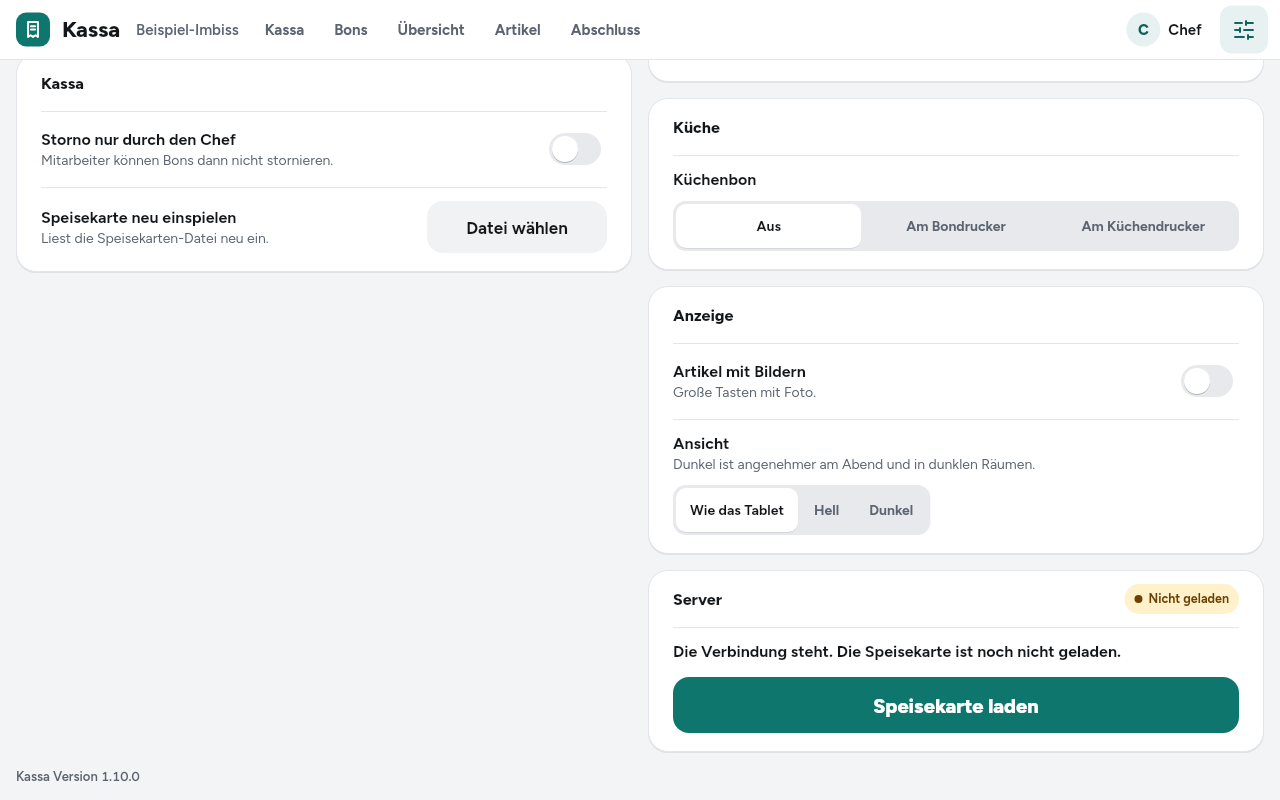 Kassa
Beispiel-Imbiss
Kassa
Bons
Übersicht
Artikel
Abschluss
C
Chef
Kassa
Storno nur durch den Chef
Mitarbeiter können Bons dann nicht stornieren.
Speisekarte neu einspielen
Liest die Speisekarten-Datei neu ein.
Datei wählen
Küche
Küchenbon
Aus
Am Bondrucker
Am Küchendrucker
Anzeige
Artikel mit Bildern
Große Tasten mit Foto.
Ansicht
Dunkel ist angenehmer am Abend und in dunklen Räumen.
Wie das Tablet
Hell
Dunkel
Server
Nicht geladen
Die Verbindung steht. Die Speisekarte ist noch nicht geladen.
Speisekarte laden
Kassa Version 1.10.0